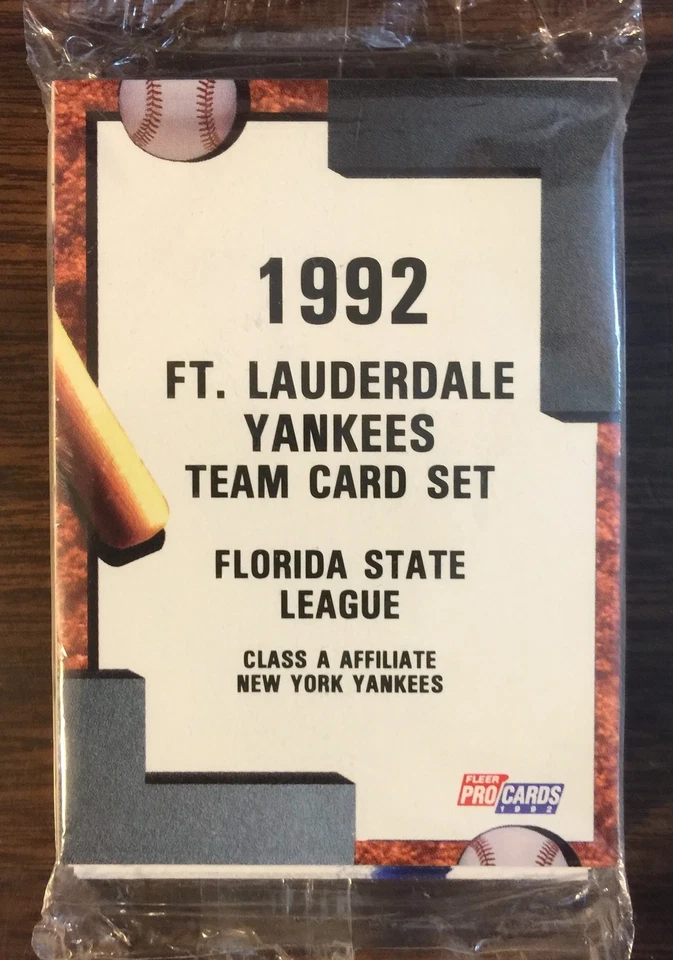 1992
FT. LAUDERDALE
YANKEES
TEAM CARD SET
FLORIDA STATE
LEAGUE
CLASS A AFFILIATE
NEW YORK YANKEES
FLEER
PRO CARDS
1992